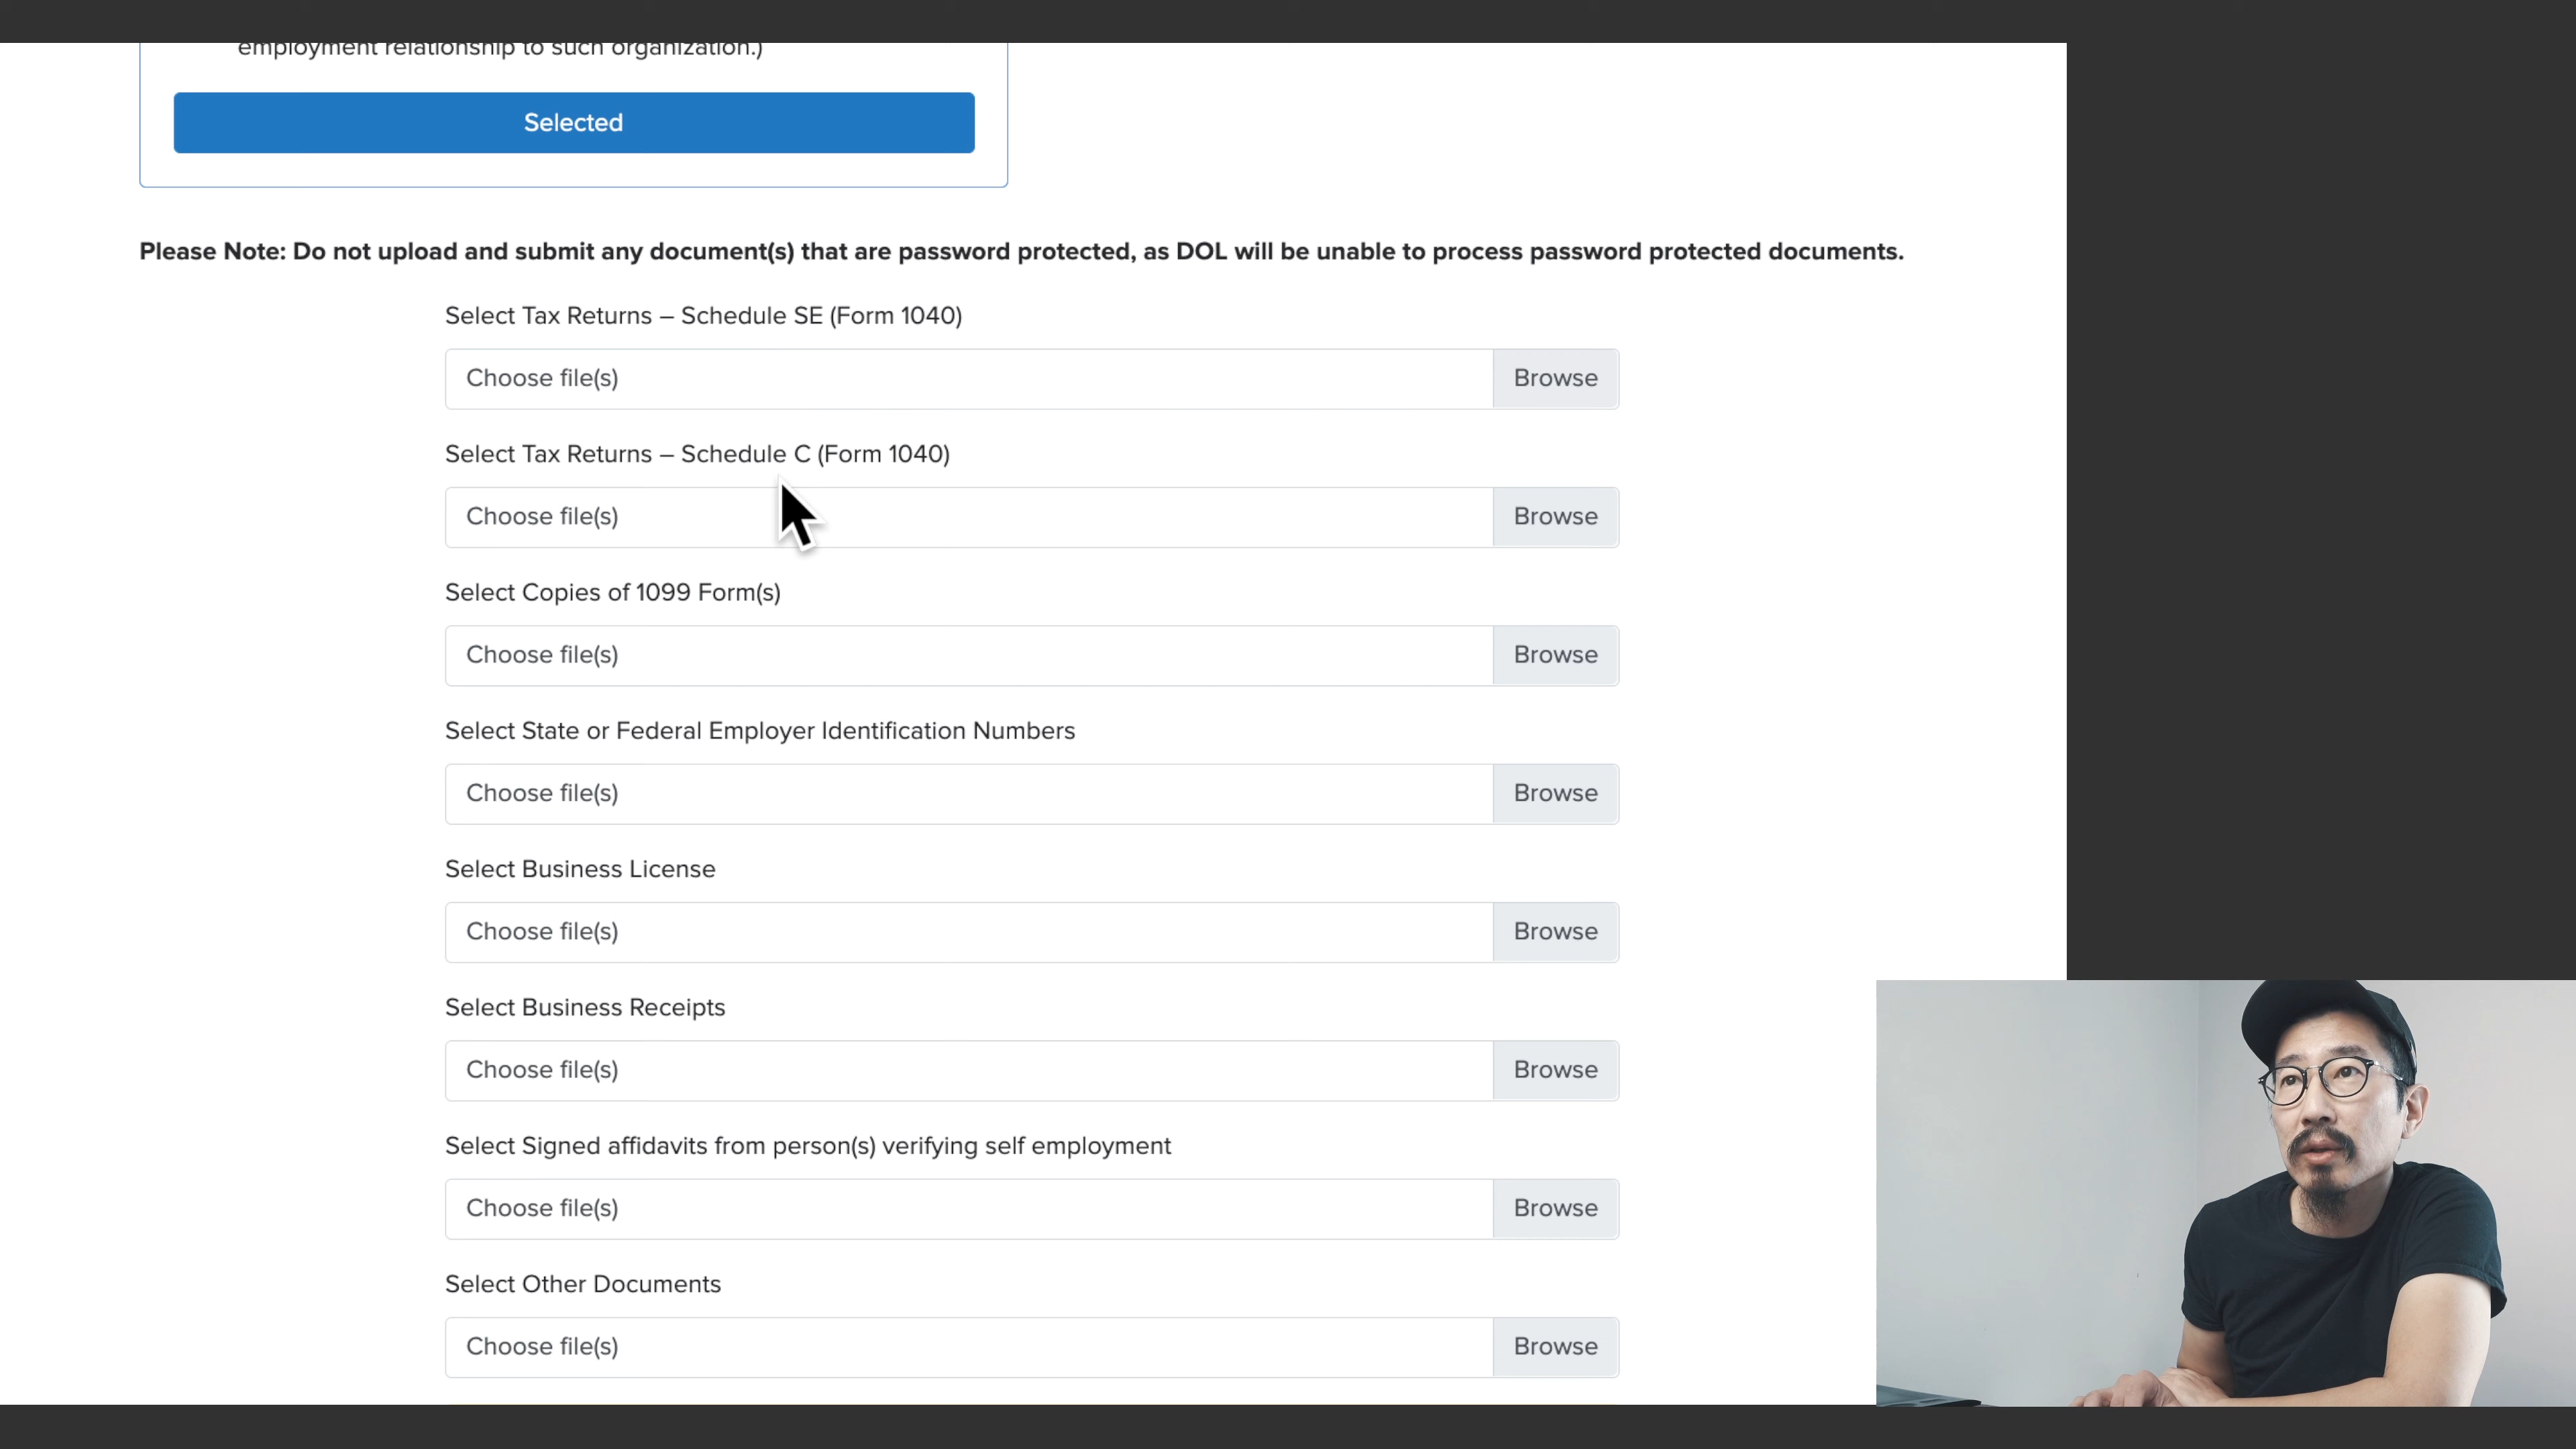 employment relationship to such organization.)
Selected
Please Note: Do not upload and submit any document(s) that are password protected, as DOL will be unable to process password protected documents.
Select Tax Returns – Schedule SE (Form 1040)
Choose file(s) Browse
Select Tax Returns – Schedule C (Form 1040)
Choose file(s) Browse
Select Copies of 1099 Form(s)
Choose file(s) Browse
Select State or Federal Employer Identification Numbers
Choose file(s) Browse
Select Business License
Choose file(s) Browse
Select Business Receipts
Choose file(s) Browse
Select Signed affidavits from person(s) verifying self employment
Choose file(s) Browse
Select Other Documents
Choose file(s) Browse